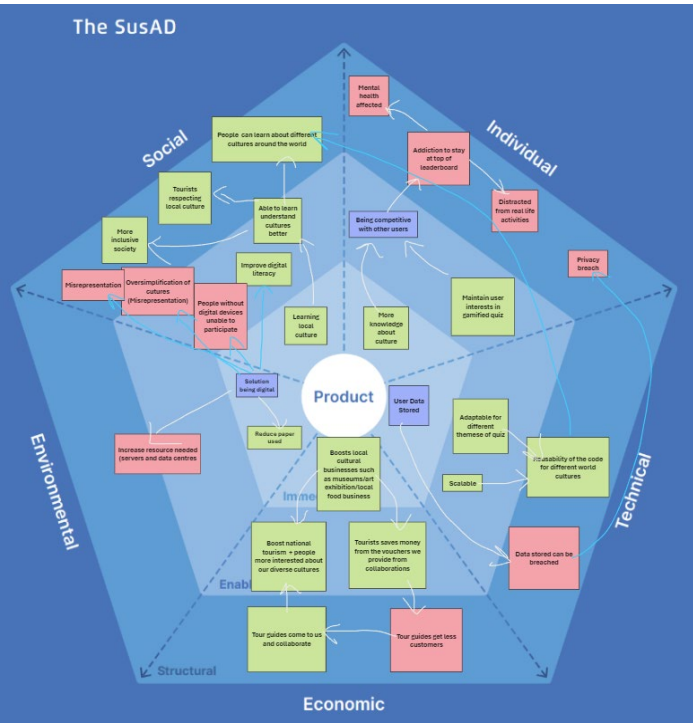 The SusAD
Social
Individual
Mental
health
affected
People can learn about different
cultures around the world
Addiction to stay
at top of
leaderboard
Tourists
respecting
local culture
Able to learn
understand
cultures
better
Distracted
from real life
activities
Being competitive
with other users
More
inclusive
society
Improve digital
literacy
Privacy
breach
Misrepresentation
Oversimplification of
cutures
(Misrepresentation)
People without
digital devices
unable to
participate
Learning
local
culture
More
knowledge
about
culture
Maintain user
interests in
gamified quiz
Solution
being digital
Product
User Data
Stored
Adaptable for
different
themese of quiz
Reduce paper
used
Increase resource needed
(servers and data centres
Boosts local
cultural
businesses such
as museums/art
exhibition/local
food business
Reusability of the code
for different world
cultures
Scalable
Environmental
Technical
Boost national
tourism + people
more interested about
our diverse cultures
Tourists saves money
from the vouchers we
provide from
collaborations
Data stored can be
breached
Tour guides come to us
and collaborate
Tour guides get less
customers
Structural
Economic